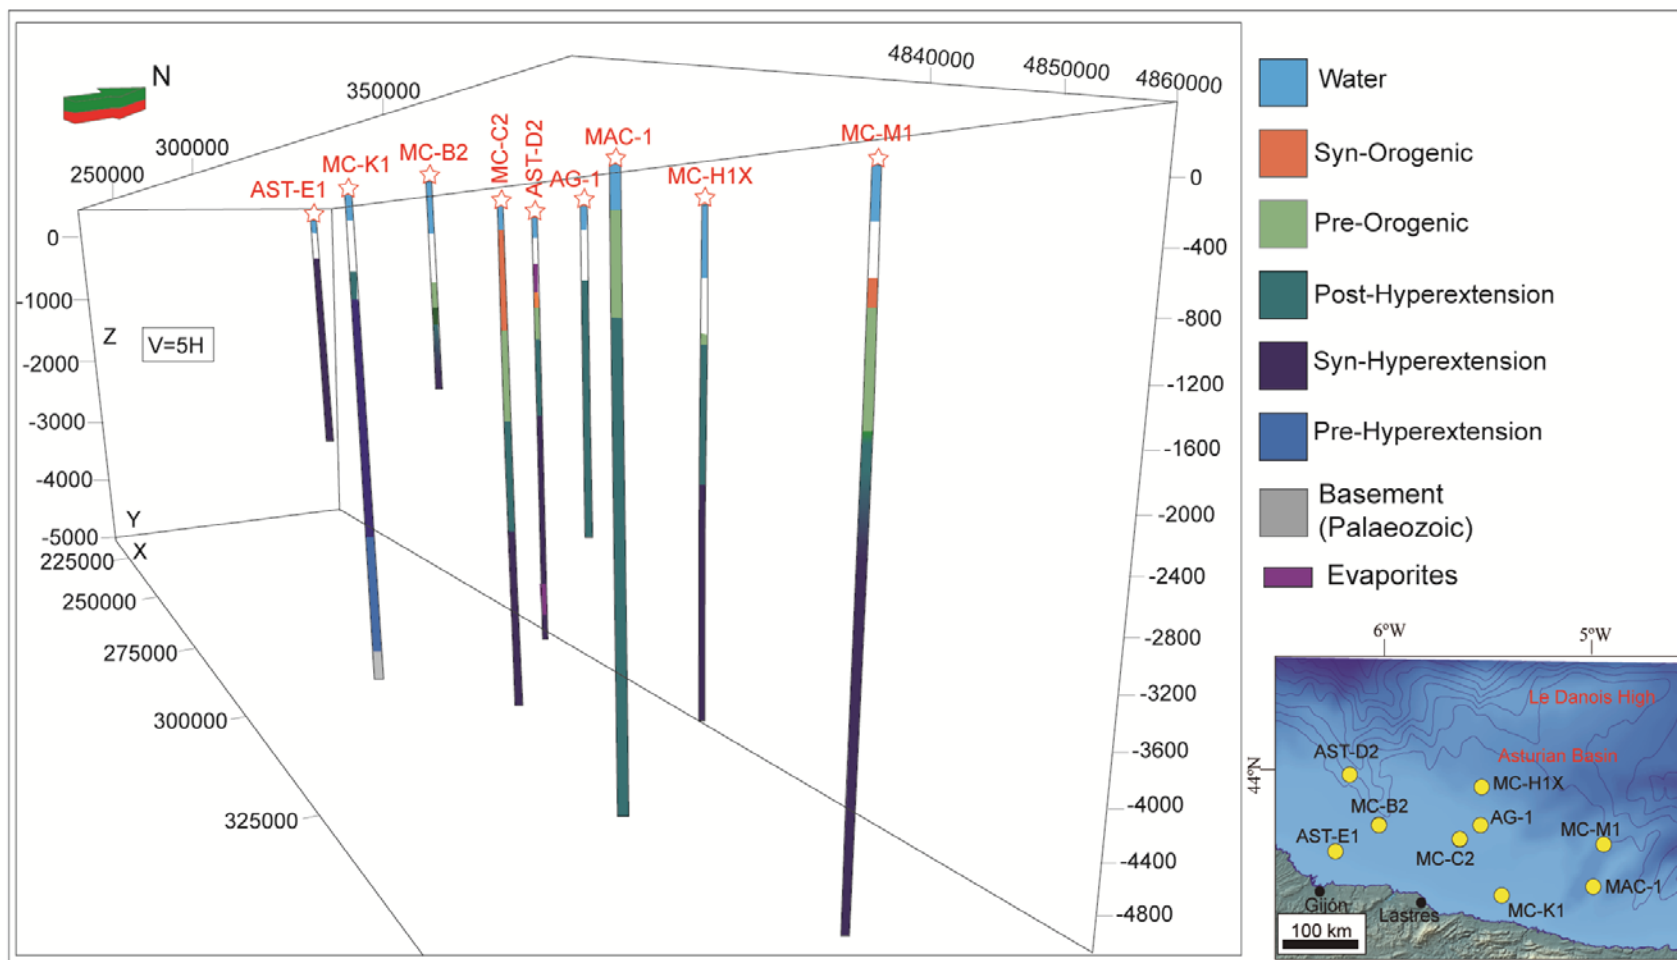 N
250000
300000
350000
4840000
4850000
4860000
AST-E1
MC-K1
MC-B2
MC-C2
AST-D2
AG-1
MAC-1
MC-H1X
MC-M1
0
-1000
-2000
-3000
-4000
-5000
Z
V=5H
Y
X
225000
250000
275000
300000
325000
0
-400
-800
-1200
-1600
-2000
-2400
-2800
-3200
-3600
-4000
-4400
-4800
Water
Syn-Orogenic
Pre-Orogenic
Post-Hyperextension
Syn-Hyperextension
Pre-Hyperextension
Basement
(Palaeozoic)
Evaporites
6ºW
5ºW
44ºN
Le Danois High
Asturian Basin
AST-D2
MC-H1X
MC-B2
AG-1
AST-E1
MC-M1
MC-C2
MAC-1
Gijón
Lastres
MC-K1
100 km